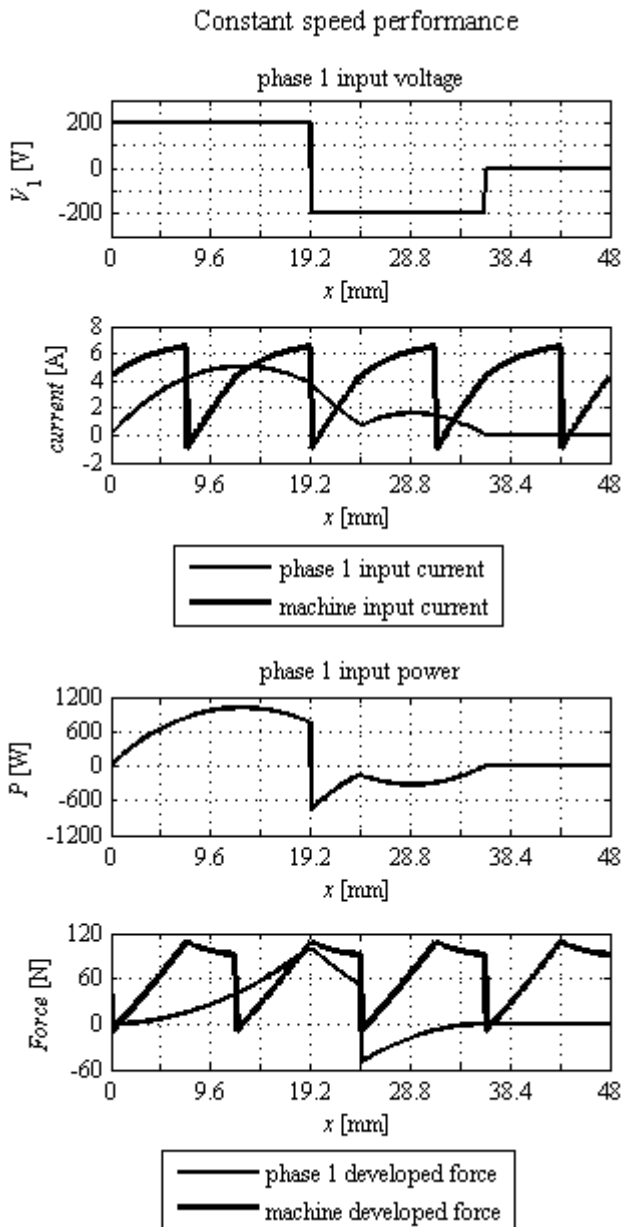 Constant speed performance
phase 1 input voltage
V1 [V]
200
0
-200
0 9.6 19.2 28.8 38.4 48
x [mm]
current [A]
8
6
4
2
0
-2
0 9.6 19.2 28.8 38.4 48
x [mm]
phase 1 input current
machine input current
phase 1 input power
P [W]
1200
600
0
-600
-1200
0 9.6 19.2 28.8 38.4 48
x [mm]
Force [N]
120
60
0
-60
0 9.6 19.2 28.8 38.4 48
x [mm]
phase 1 developed force
machine developed force